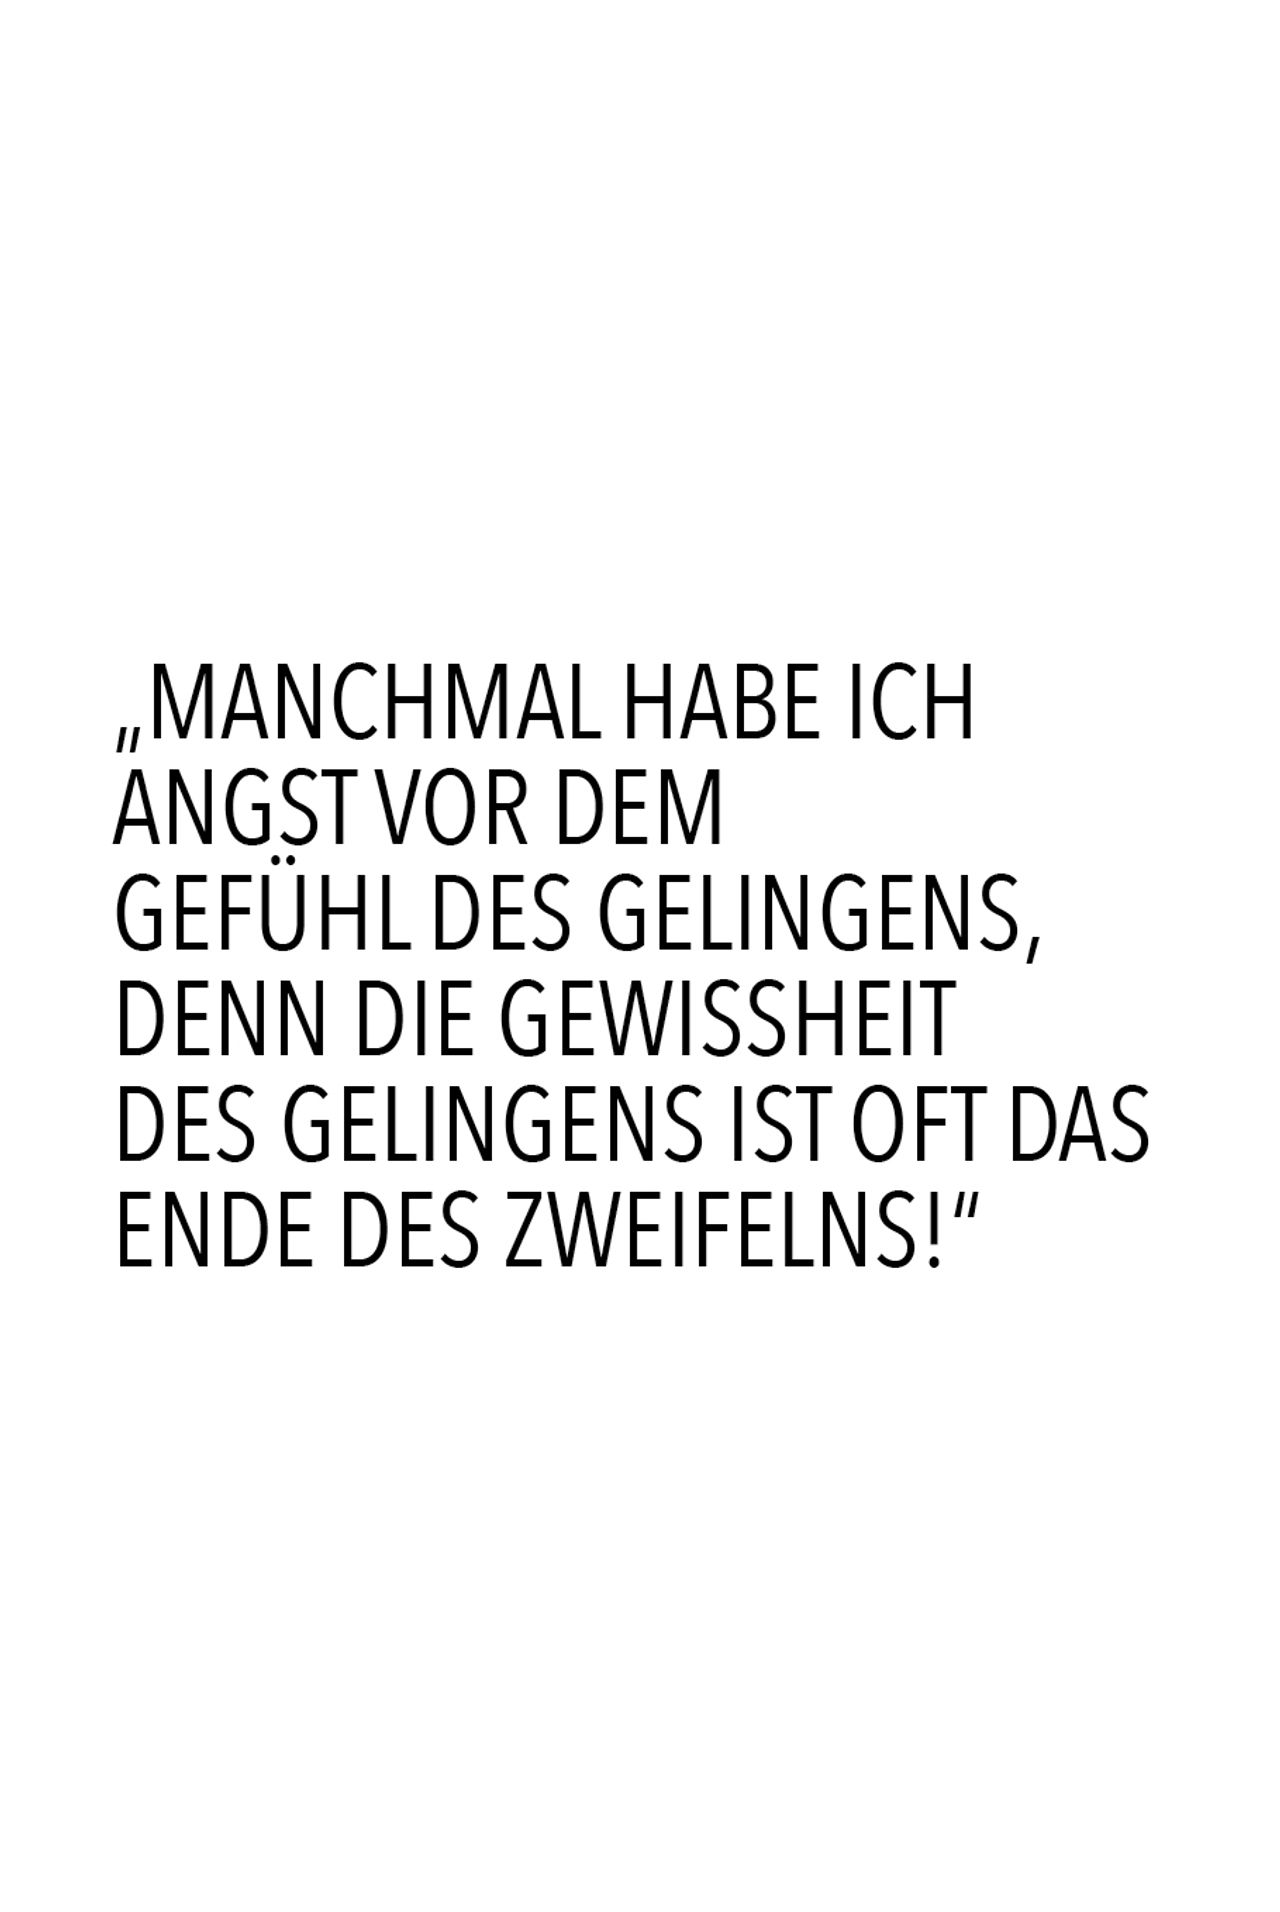 „MANCHMAL HABE ICH
ANGST VOR DEM
GEFÜHL DES GELINGENS,
DENN DIE GEWISSHEIT
DES GELINGENS IST OFT DAS
ENDE DES ZWEIFELNS!“